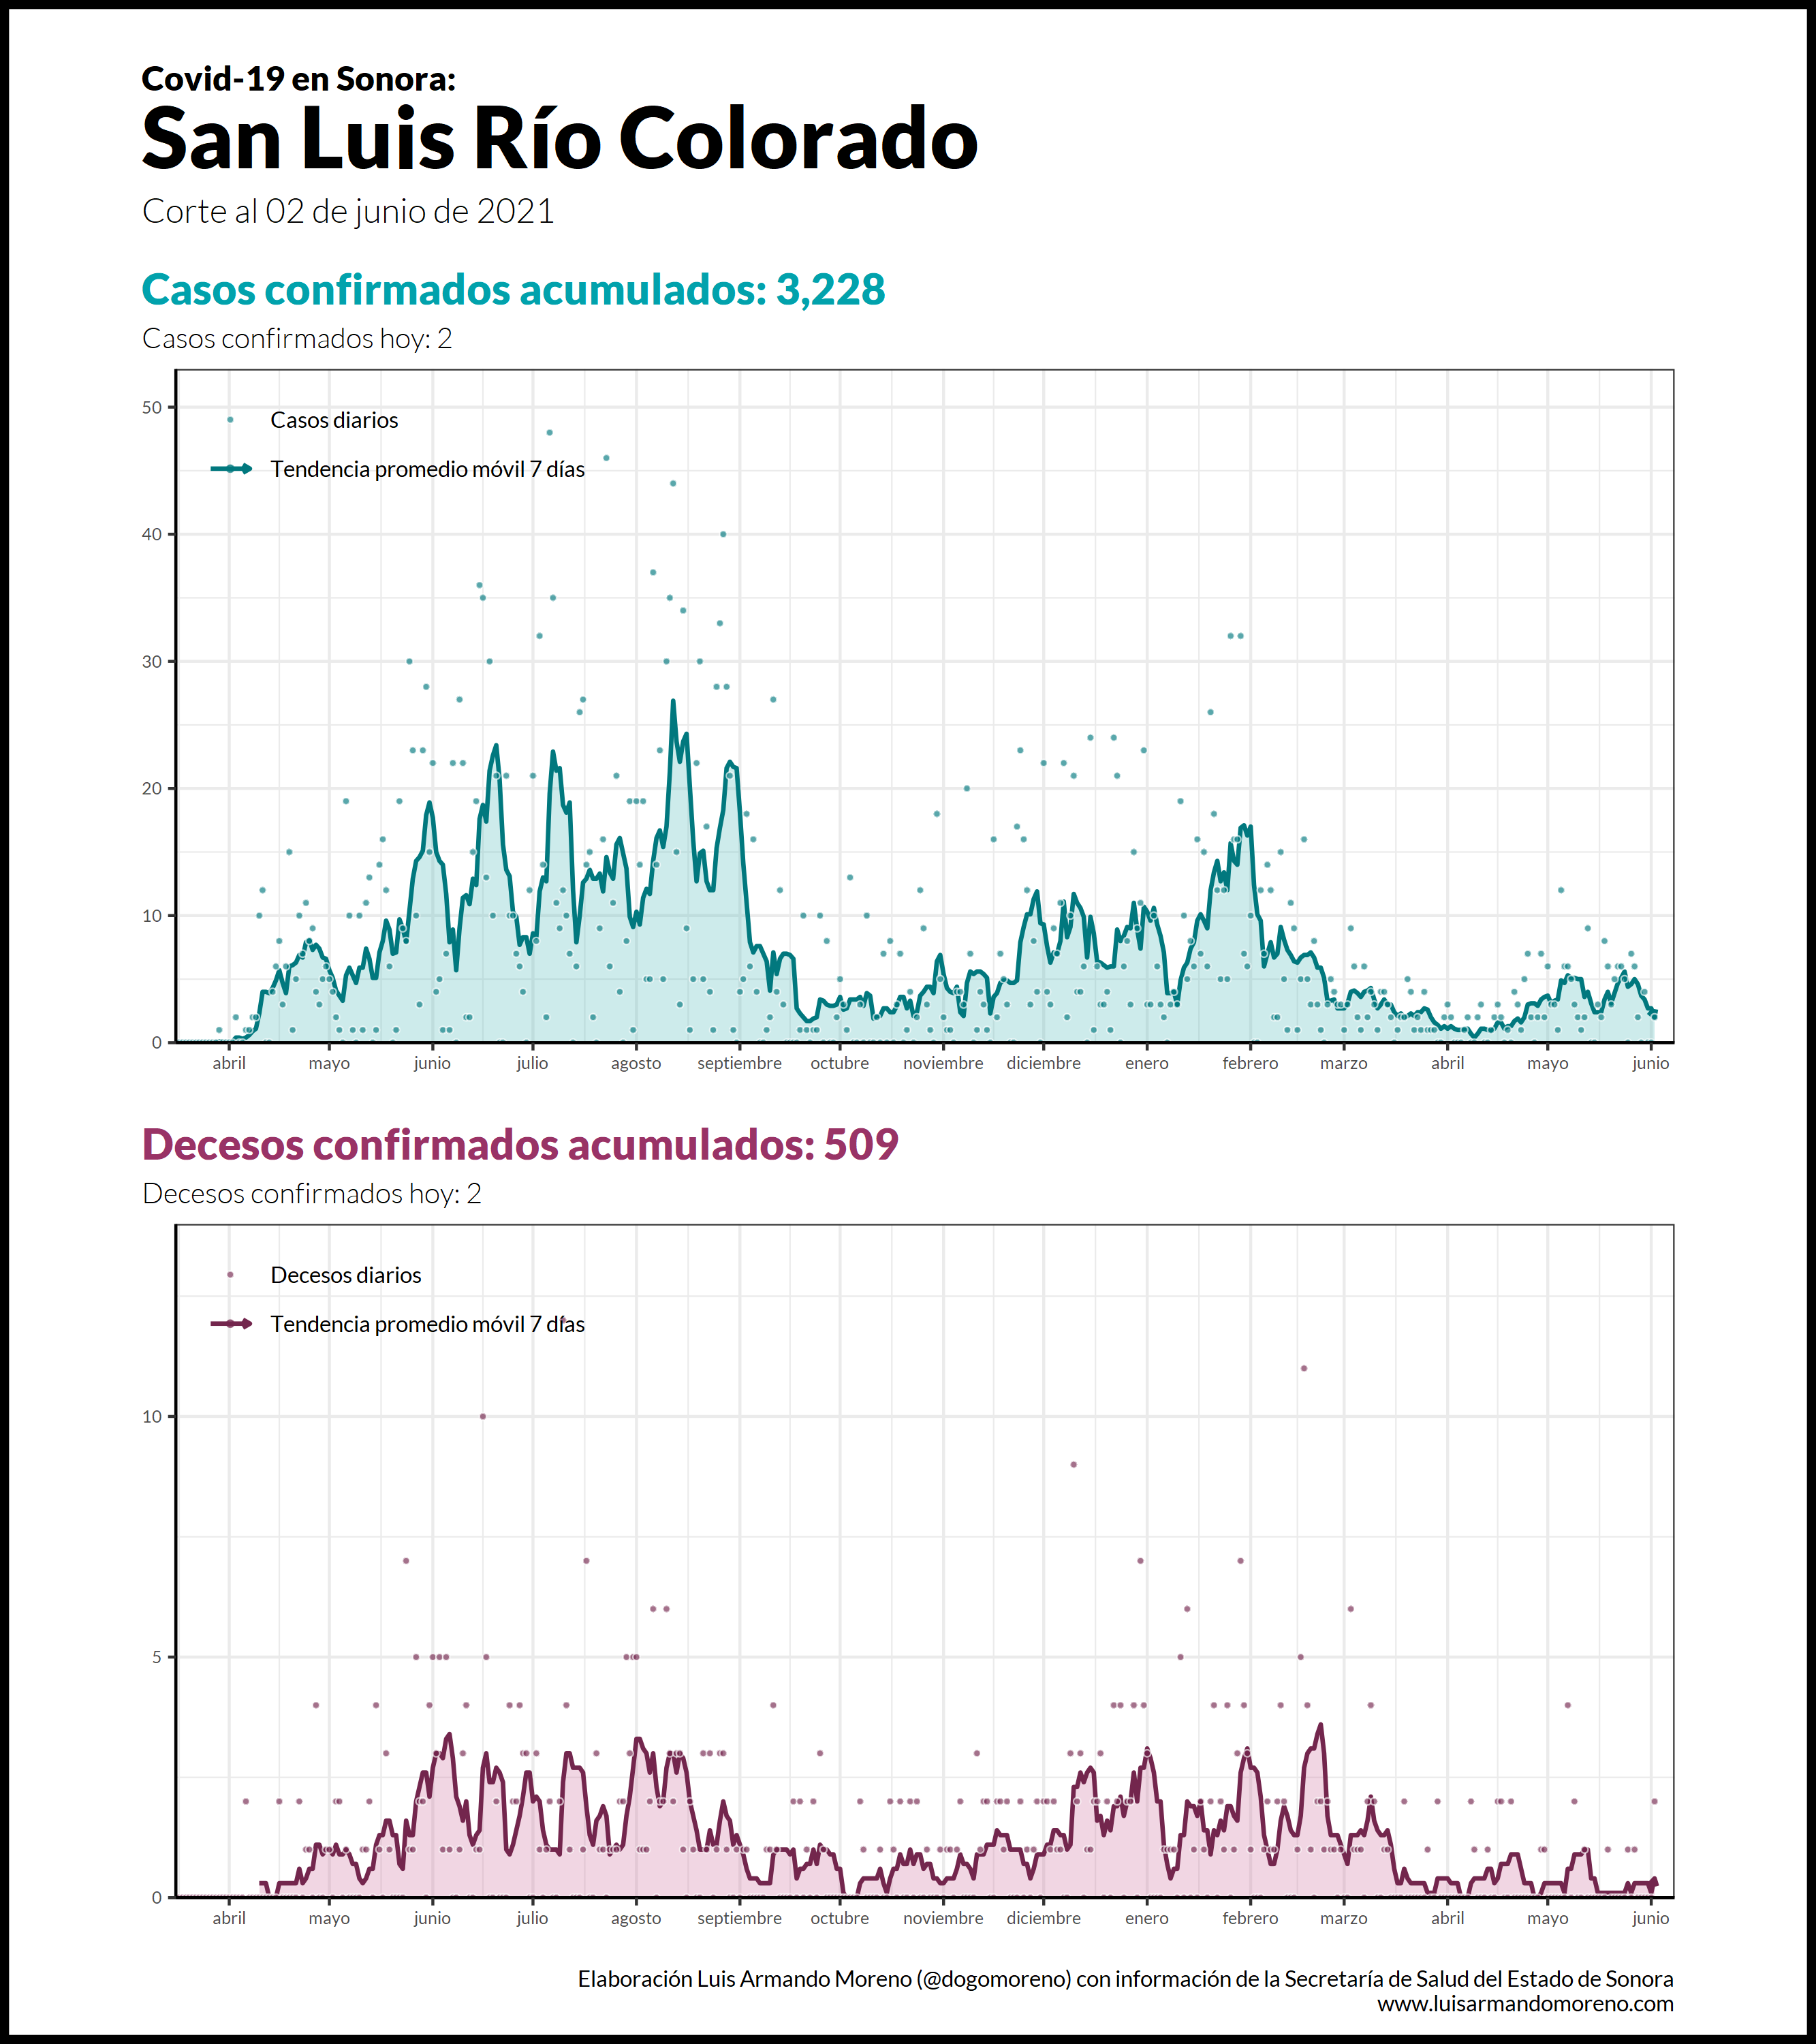 Covid-19 en Sonora:
San Luis Río Colorado
Corte al 02 de junio de 2021
Casos confirmados acumulados: 3,228
Casos confirmados hoy: 2
50
Casos diarios
Tendencia promedio móvil 7 días
40
30
20
10
0
abril mayo junio julio agosto septiembre octubre noviembre diciembre enero febrero marzo abril mayo junio
Decesos confirmados acumulados: 509
Decesos confirmados hoy: 2
Decesos diarios
Tendencia promedio móvil 7 días
10
5
0
abril mayo junio julio agosto septiembre octubre noviembre diciembre enero febrero marzo abril mayo junio
Elaboración Luis Armando Moreno (@dogomoreno) con información de la Secretaría de Salud del Estado de Sonora
www.luisarmandomoreno.com